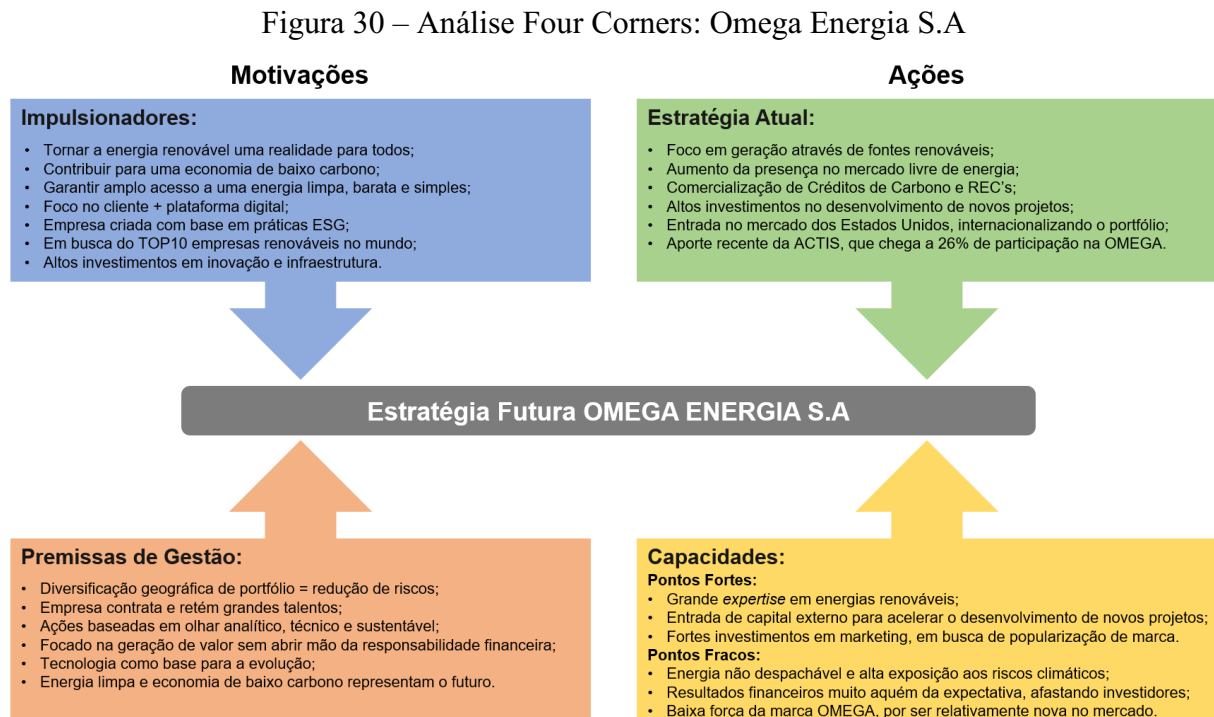 Figura 30 – Análise Four Corners: Omega Energia S.A
Motivações
Impulsionadores:
• Tornar a energia renovável uma realidade para todos;
• Contribuir para uma economia de baixo carbono;
• Garantir amplo acesso a uma energia limpa, barata e simples;
• Foco no cliente + plataforma digital;
• Empresa criada com base em práticas ESG;
• Em busca do TOP10 empresas renováveis no mundo;
• Altos investimentos em inovação e infraestrutura.
Ações
Estratégia Atual:
• Foco em geração através de fontes renováveis;
• Aumento da presença no mercado livre de energia;
• Comercialização de Créditos de Carbono e REC's;
• Altos investimentos no desenvolvimento de novos projetos;
• Entrada no mercado dos Estados Unidos, internacionalizando o portfólio;
• Aporte recente da ACTIS, que chega a 26% de participação na OMEGA.
Estratégia Futura OMEGA ENERGIA S.A
Premissas de Gestão:
• Diversificação geográfica de portfólio = redução de riscos;
• Empresa contrata e retém grandes talentos;
• Ações baseadas em olhar analítico, técnico e sustentável;
• Focado na geração de valor sem abrir mão da responsabilidade financeira;
• Tecnologia como base para a evolução;
• Energia limpa e economia de baixo carbono representam o futuro.
Capacidades:
Pontos Fortes:
• Grande expertise em energias renováveis;
• Entrada de capital externo para acelerar o desenvolvimento de novos projetos;
• Fortes investimentos em marketing, em busca de popularização de marca.
Pontos Fracos:
• Energia não despachável e alta exposição aos riscos climáticos;
• Resultados financeiros muito aquém da expectativa, afastando investidores;
• Baixa força da marca OMEGA, por ser relativamente nova no mercado.